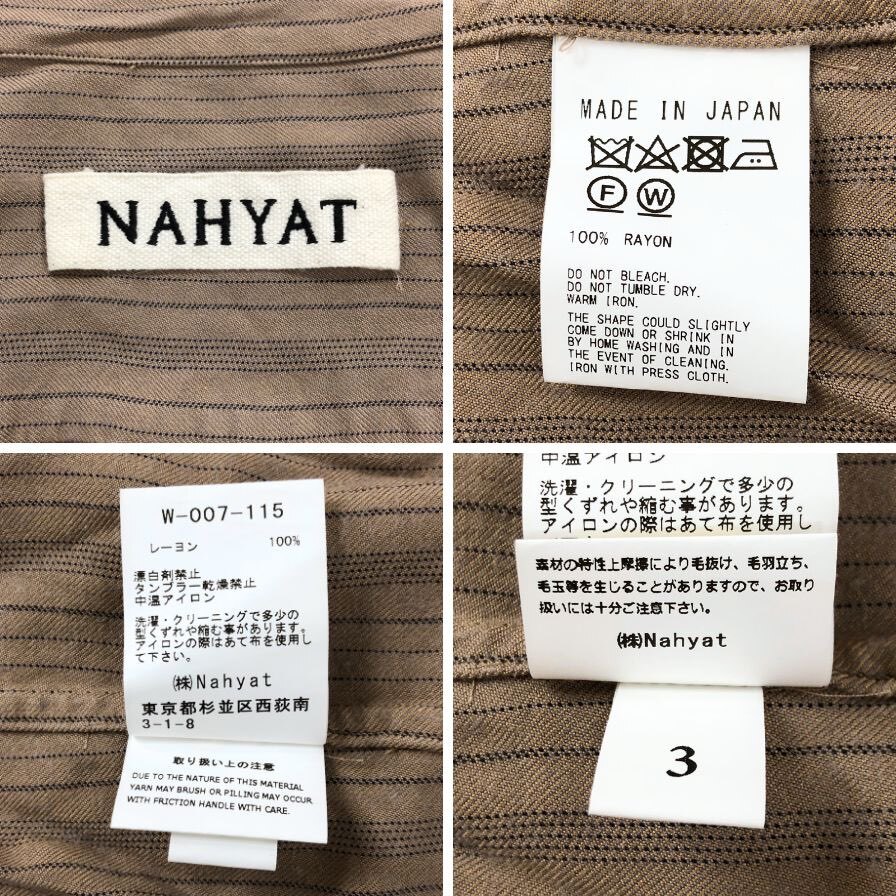 NAHYAT
MADE IN JAPAN
F W
100% RAYON
DO NOT BLEACH.
DO NOT TUMBLE DRY.
WARM IRON.
THE SHAPE COULD SLIGHTLY
COME DOWN OR SHRINK IN
BY HOME WASHING AND IN
THE EVENT OF CLEANING.
IRON WITH PRESS CLOTH.
W-007-115
レーヨン 100%
漂白剤禁止
タンブラー乾燥禁止
中温アイロン
洗濯・クリーニングで多少の
型くずれや縮む事があります。
アイロンの際はあて布を使用し
て下さい。
㈱Nahyat
東京都杉並区西荻南
3-1-8
取り扱い上の注意
DUE TO THE NATURE OF THIS MATERIAL
YARN MAY BRUSH OR PILLING MAY OCCUR
WITH FRICTION HANDLE WITH CARE.
中温アイロン
洗濯・クリーニングで多少の
型くずれや縮む事があります。
アイロンの際はあて布を使用し
素材の特性上摩擦により毛抜け、毛羽立ち、
毛玉等を生じることがありますので、お取り
扱いには十分ご注意下さい。
㈱Nahyat
3